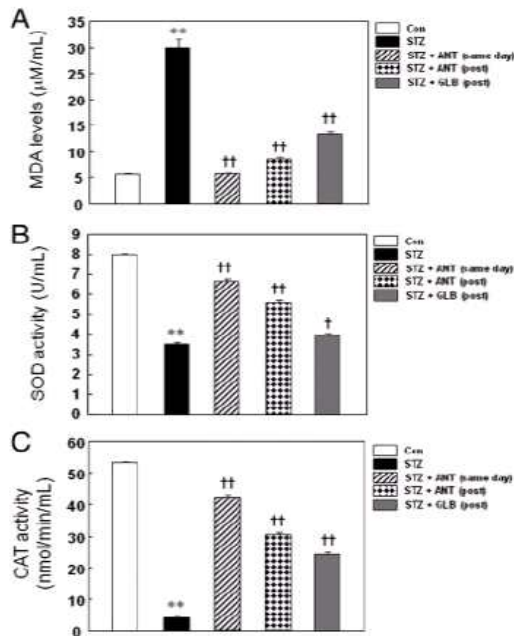 A
MDA levels (µM/mL)
35
30
25
20
15
10
5
0
**
††
††
††
Con
STZ
STZ + ANT (same day)
STZ + ANT (post)
STZ + GLB (post)
B
SOD activity (U/mL)
9
8
7
6
5
4
3
2
1
0
**
††
††
†
Con
STZ
STZ + ANT (same day)
STZ + ANT (post)
STZ + GLB (post)
C
CAT activity
(nmol/min/mL)
60
50
40
30
20
10
0
**
††
††
††
Con
STZ
STZ + ANT (same day)
STZ + ANT (post)
STZ + GLB (post)